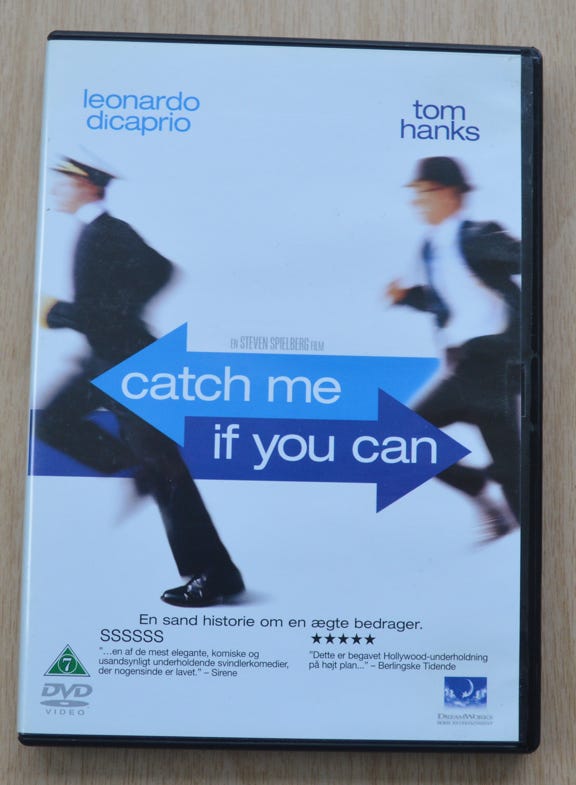 leonardo
dicaprio
tom
hanks
EN STEVEN SPIELBERG FILM
catch me
if you can
En sand historie om en ægte bedrager.
SSSSSS
"...en af de mest elegante, komiske og
usandsynligt underholdende svindlerkomedier,
der nogensinde er lavet." – Sirene
★★★★★
"Dette er begavet Hollywood-underholdning
på højt plan..." – Berlingske Tidende
7
DVD
VIDEO
DREAMWORKS
HOME ENTERTAINMENT